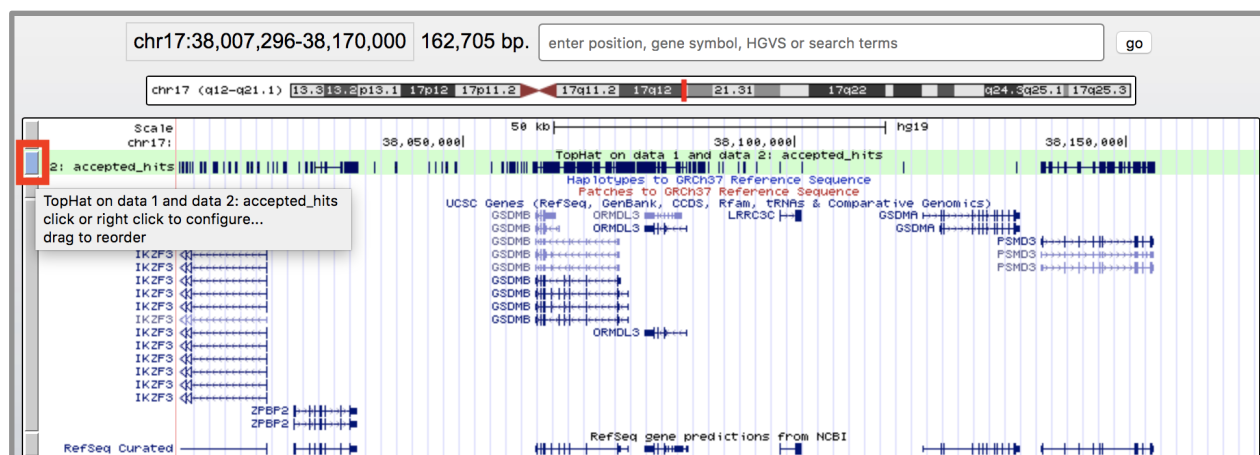 chr17:38,007,296-38,170,000 162,705 bp. enter position, gene symbol, HGVS or search terms go
chr17 (q12-q21.1) 13.3 13.2 p13.1 17p12 17p11.2 17q11.2 17q12 21.31 17q22 q24.3 q25.1 17q25.3
Scale 50 kb hg19
chr17: 38,050,000 38,100,000 38,150,000
TopHat on data 1 and data 2: accepted_hits
2: accepted_hits
Haplotypes to GRCh37 Reference Sequence
Patches to GRCh37 Reference Sequence
TopHat on data 1 and data 2: accepted_hits
click or right click to configure...
drag to reorder
UCSC Genes (RefSeq, GenBank, CCDS, Rfam, tRNAs & Comparative Genomics)
GSDMB ORMDL3 LRRC3C GSDMA
GSDMB ORMDL3 GSDMA
GSDMB PSMD3
IKZF3 GSDMB PSMD3
IKZF3 GSDMB PSMD3
IKZF3 GSDMB
IKZF3 GSDMB
IKZF3 GSDMB
IKZF3 GSDMB
IKZF3 ORMDL3
IKZF3
IKZF3
IKZF3
IKZF3
IKZF3
ZPBP2
ZPBP2
RefSeq gene predictions from NCBI
RefSeq Curated